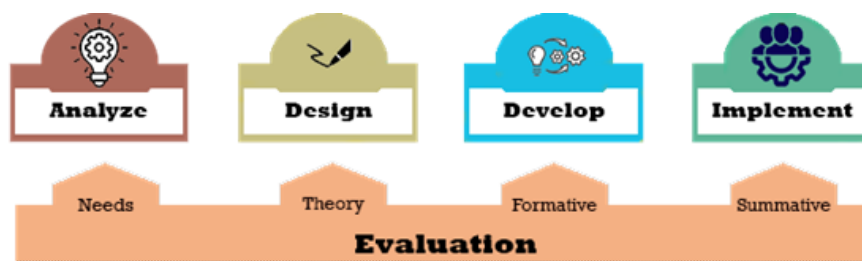 Analyze Design Develop Implement
Needs Theory Formative Summative
Evaluation